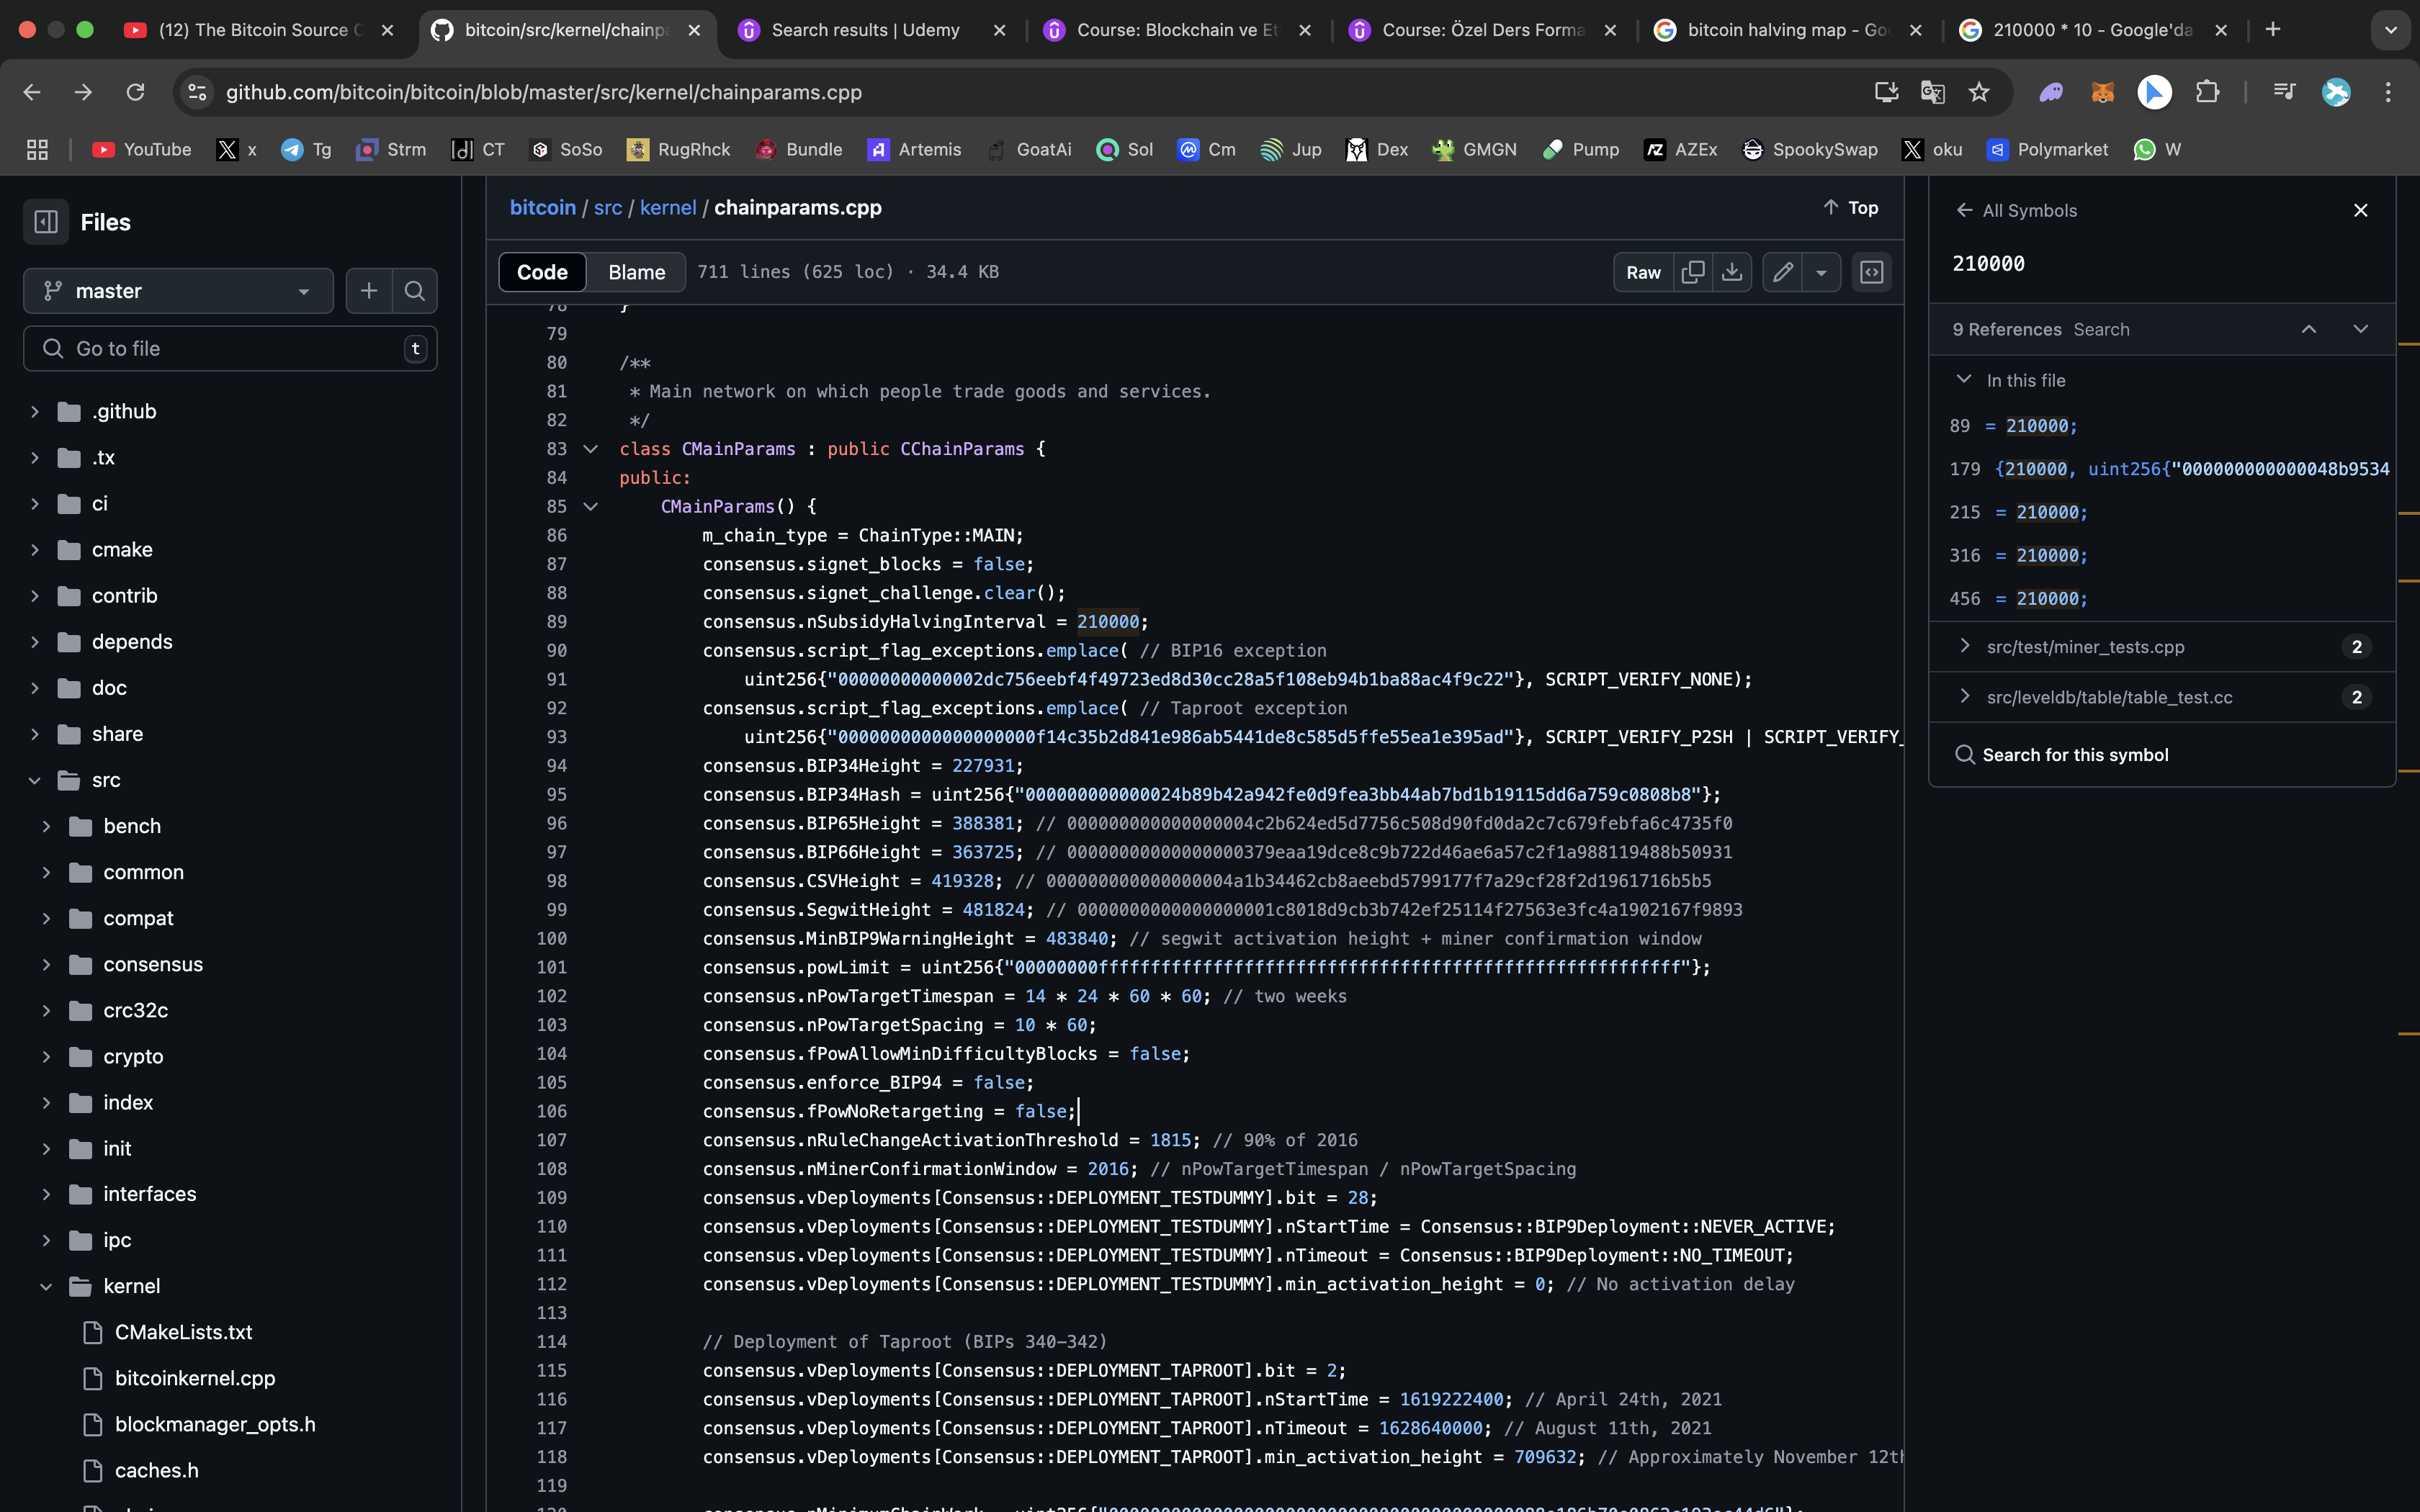 (12) The Bitcoin Source C
bitcoin/src/kernel/chainpa
Search results | Udemy
Course: Blockchain ve Et
Course: Özel Ders Forma
bitcoin halving map - Goo
210000 * 10 - Google'da
github.com/bitcoin/bitcoin/blob/master/src/kernel/chainparams.cpp
YouTube
x
Tg
Strm
CT
SoSo
RugRhck
Bundle
Artemis
GoatAi
Sol
Cm
Jup
Dex
GMGN
Pump
AZEx
SpookySwap
oku
Polymarket
W
Files
master
Go to file
t
.github
.tx
ci
cmake
contrib
depends
doc
share
src
bench
common
compat
consensus
crc32c
crypto
index
init
interfaces
ipc
kernel
CMakeLists.txt
bitcoinkernel.cpp
blockmanager_opts.h
caches.h
bitcoin / src / kernel / chainparams.cpp
Top
Code Blame 711 lines (625 loc) · 34.4 KB
Raw
78 }
79
80 /**
81 * Main network on which people trade goods and services.
82 */
83 class CMainParams : public CChainParams {
84 public:
85 CMainParams() {
86 m_chain_type = ChainType::MAIN;
87 consensus.signet_blocks = false;
88 consensus.signet_challenge.clear();
89 consensus.nSubsidyHalvingInterval = 210000;
90 consensus.script_flag_exceptions.emplace( // BIP16 exception
91 uint256{"00000000000002dc756eebf4f49723ed8d30cc28a5f108eb94b1ba88ac4f9c22"}, SCRIPT_VERIFY_NONE);
92 consensus.script_flag_exceptions.emplace( // Taproot exception
93 uint256{"0000000000000000000f14c35b2d841e986ab5441de8c585d5ffe55ea1e395ad"}, SCRIPT_VERIFY_P2SH | SCRIPT_VERIFY_
94 consensus.BIP34Height = 227931;
95 consensus.BIP34Hash = uint256{"000000000000024b89b42a942fe0d9fea3bb44ab7bd1b19115dd6a759c0808b8"};
96 consensus.BIP65Height = 388381; // 000000000000000004c2b624ed5d7756c508d90fd0da2c7c679febfa6c4735f0
97 consensus.BIP66Height = 363725; // 00000000000000000379eaa19dce8c9b722d46ae6a57c2f1a988119488b50931
98 consensus.CSVHeight = 419328; // 000000000000000004a1b34462cb8aeebd5799177f7a29cf28f2d1961716b5b5
99 consensus.SegwitHeight = 481824; // 0000000000000000001c8018d9cb3b742ef25114f27563e3fc4a1902167f9893
100 consensus.MinBIP9WarningHeight = 483840; // segwit activation height + miner confirmation window
101 consensus.powLimit = uint256{"00000000ffffffffffffffffffffffffffffffffffffffffffffffffffffffff"};
102 consensus.nPowTargetTimespan = 14 * 24 * 60 * 60; // two weeks
103 consensus.nPowTargetSpacing = 10 * 60;
104 consensus.fPowAllowMinDifficultyBlocks = false;
105 consensus.enforce_BIP94 = false;
106 consensus.fPowNoRetargeting = false;
107 consensus.nRuleChangeActivationThreshold = 1815; // 90% of 2016
108 consensus.nMinerConfirmationWindow = 2016; // nPowTargetTimespan / nPowTargetSpacing
109 consensus.vDeployments[Consensus::DEPLOYMENT_TESTDUMMY].bit = 28;
110 consensus.vDeployments[Consensus::DEPLOYMENT_TESTDUMMY].nStartTime = Consensus::BIP9Deployment::NEVER_ACTIVE;
111 consensus.vDeployments[Consensus::DEPLOYMENT_TESTDUMMY].nTimeout = Consensus::BIP9Deployment::NO_TIMEOUT;
112 consensus.vDeployments[Consensus::DEPLOYMENT_TESTDUMMY].min_activation_height = 0; // No activation delay
113
114 // Deployment of Taproot (BIPs 340-342)
115 consensus.vDeployments[Consensus::DEPLOYMENT_TAPROOT].bit = 2;
116 consensus.vDeployments[Consensus::DEPLOYMENT_TAPROOT].nStartTime = 1619222400; // April 24th, 2021
117 consensus.vDeployments[Consensus::DEPLOYMENT_TAPROOT].nTimeout = 1628640000; // August 11th, 2021
118 consensus.vDeployments[Consensus::DEPLOYMENT_TAPROOT].min_activation_height = 709632; // Approximately November 12th
119
All Symbols
210000
9 References Search
In this file
89 = 210000;
179 {210000, uint256{"000000000000048b9534
215 = 210000;
316 = 210000;
456 = 210000;
src/test/miner_tests.cpp 2
src/leveldb/table/table_test.cc 2
Search for this symbol